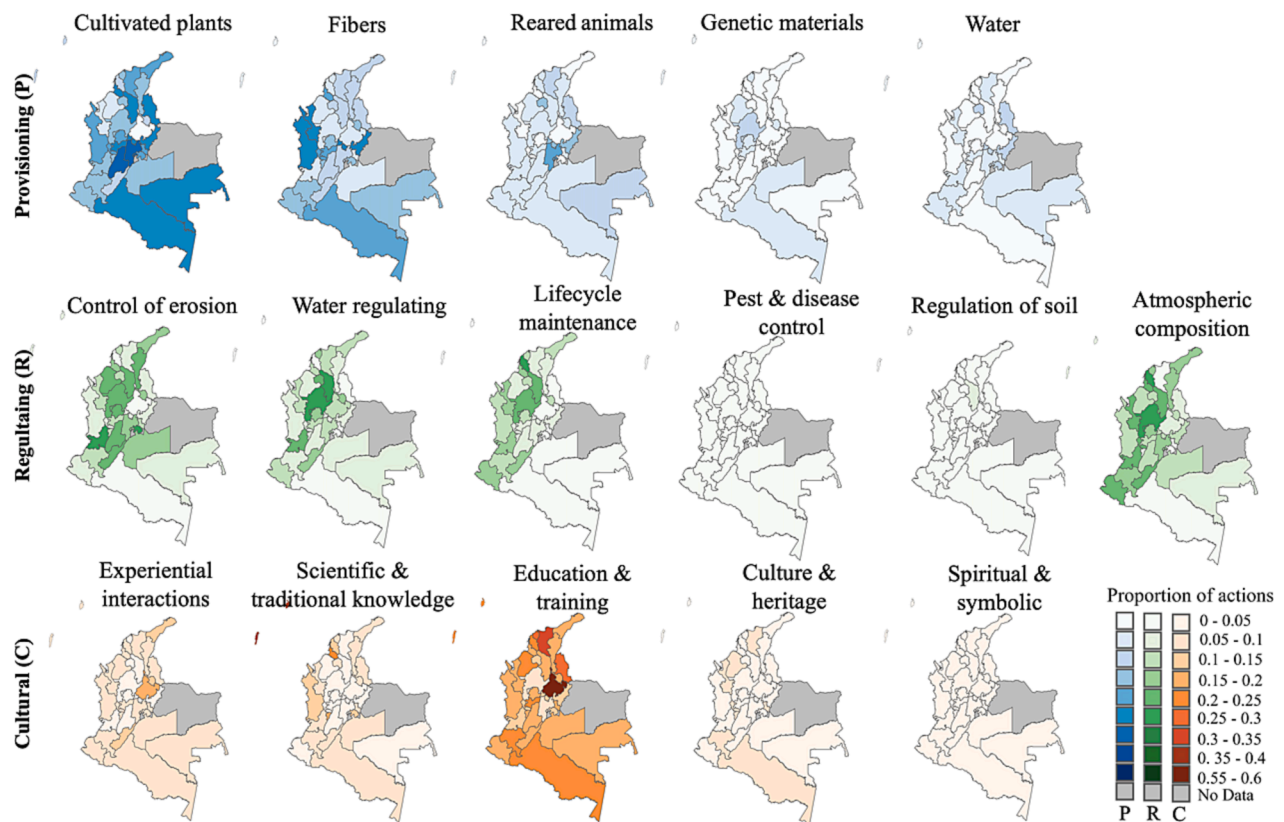 Cultivated plants
Fibers
Reared animals
Genetic materials
Water
Provisioning (P)
Control of erosion
Water regulating
Lifecycle
maintenance
Pest & disease
control
Regulation of soil
Atmospheric
composition
Regultaing (R)
Experiential
interactions
Scientific &
traditional knowledge
Education &
training
Culture &
heritage
Spiritual &
symbolic
Cultural (C)
Proportion of actions
0 - 0.05
0.05 - 0.1
0.1 - 0.15
0.15 - 0.2
0.2 - 0.25
0.25 - 0.3
0.3 - 0.35
0. 35 - 0.4
0.55 - 0.6
No Data
P R C